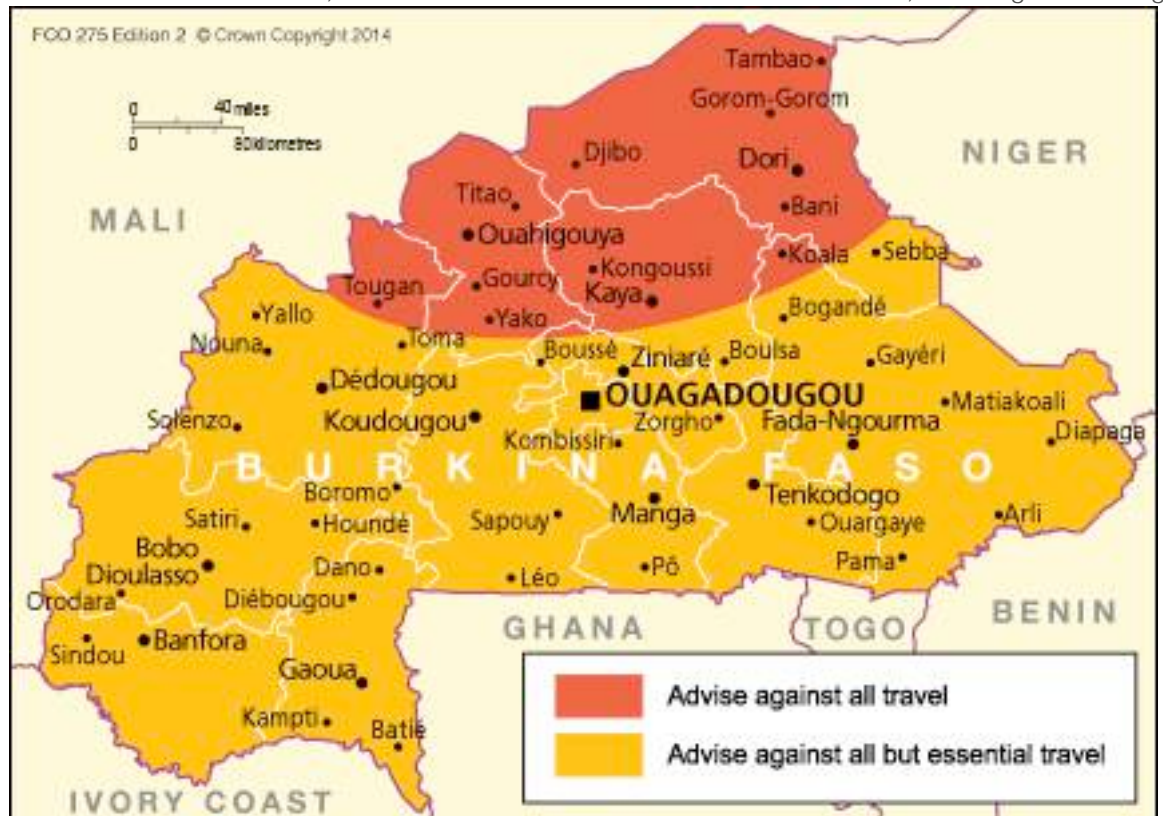 FCO 275 Edition 2 © Crown Copyright 2014
0 40 miles
0 80 kilometres
Tambao
Gorom-Gorom
Djibo
Dori
NIGER
Titao
MALI
Bani
Ouahigouya
Koala
Sebba
Gourcy
Kongoussi
Tougan
Kaya
Bogandé
Yallo
Yako
Nouna
Toma
Boussé
Ziniaré
Boulsa
Gayéri
Dédougou
OUAGADOUGOU
Matiakoali
Solenzo
Koudougou
Zorgho
Fada-Ngourma
Diapaga
Kombissiri
BURKINA FASO
Boromo
Tenkodogo
Satiri
Houndé
Sapouy
Manga
Ouargaye
Arli
Bobo
Dioulasso
Dano
Léo
Pô
Pama
Orodara
Diébougou
GHANA
TOGO
BENIN
Sindou
Banfora
Gaoua
Advise against all travel
Kampti
Batié
Advise against all but essential travel
IVORY COAST